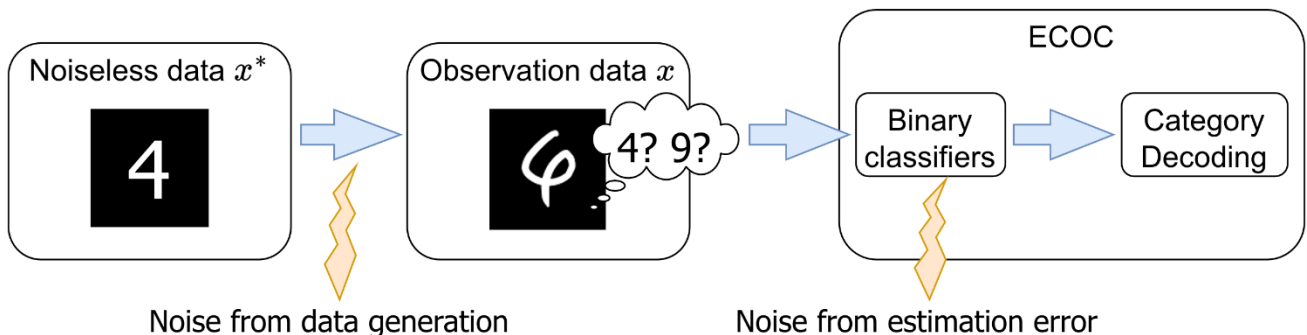 Noiseless data x*
4
Observation data x
4? 9?
ECOC
Binary
classifiers
Category
Decoding
Noise from data generation
Noise from estimation error